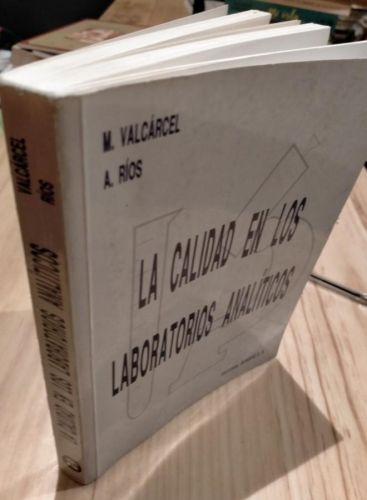 M. VALCÁRCEL
A. RÍOS
LA CALIDAD EN LOS
LABORATORIOS ANALÍTICOS
VALCÁRCEL
RÍOS
LA CALIDAD EN LOS LABORATORIOS ANALÍTICOS